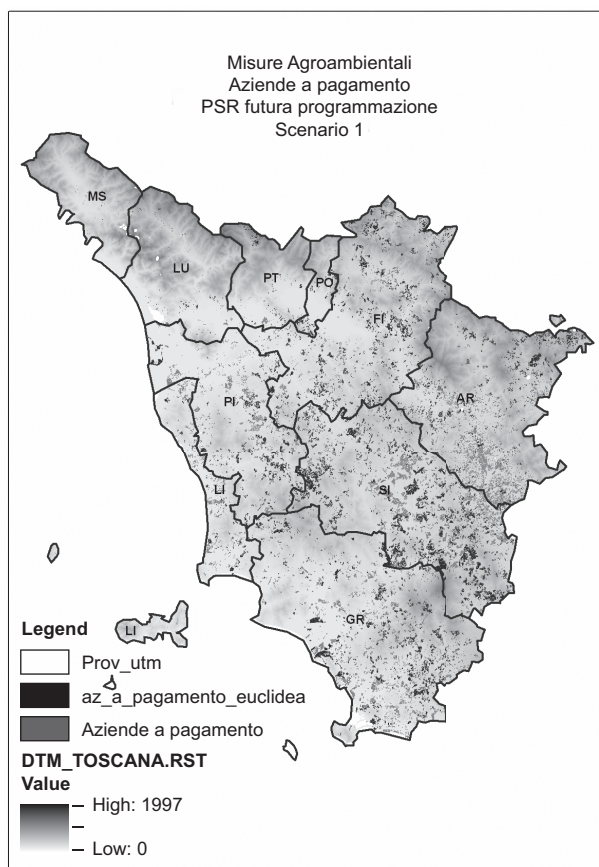 Misure Agroambientali
Aziende a pagamento
PSR futura programmazione
Scenario 1
MS
LU
PT
PO
FI
AR
PI
LI
SI
GR
LI
Legend
Prov_utm
az_a_pagamento_euclidea
Aziende a pagamento
DTM_TOSCANA.RST
Value
High: 1997
Low: 0